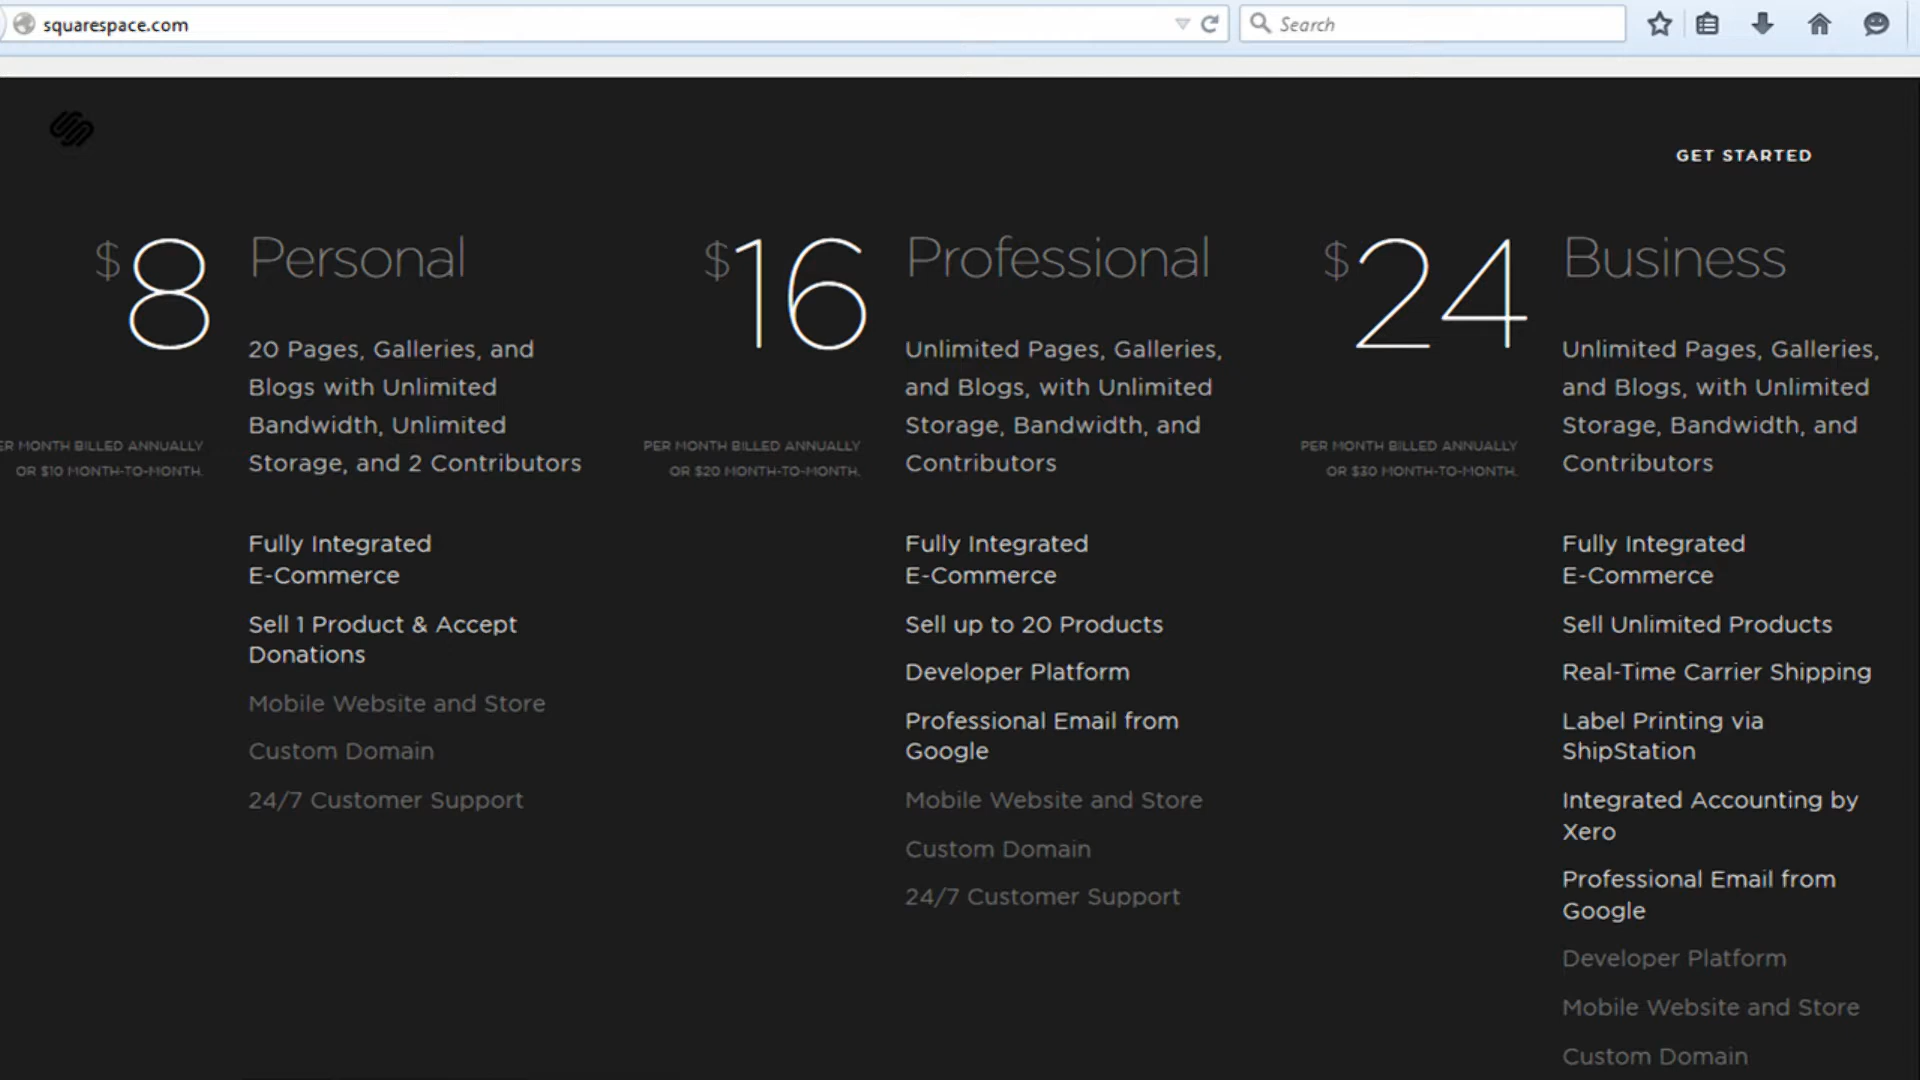 squarespace.com
Search
GET STARTED
$8
Personal
20 Pages, Galleries, and
Blogs with Unlimited
Bandwidth, Unlimited
Storage, and 2 Contributors
MONTH BILLED ANNUALLY
OR $10 MONTH-TO-MONTH.
Fully Integrated
E-Commerce
Sell 1 Product & Accept
Donations
Mobile Website and Store
Custom Domain
24/7 Customer Support
$16
Professional
Unlimited Pages, Galleries,
and Blogs, with Unlimited
Storage, Bandwidth, and
Contributors
PER MONTH BILLED ANNUALLY
OR $20 MONTH-TO-MONTH.
Fully Integrated
E-Commerce
Sell up to 20 Products
Developer Platform
Professional Email from
Google
Mobile Website and Store
Custom Domain
24/7 Customer Support
$24
Business
Unlimited Pages, Galleries,
and Blogs, with Unlimited
Storage, Bandwidth, and
Contributors
PER MONTH BILLED ANNUALLY
OR $30 MONTH-TO-MONTH.
Fully Integrated
E-Commerce
Sell Unlimited Products
Real-Time Carrier Shipping
Label Printing via
ShipStation
Integrated Accounting by
Xero
Professional Email from
Google
Developer Platform
Mobile Website and Store
Custom Domain